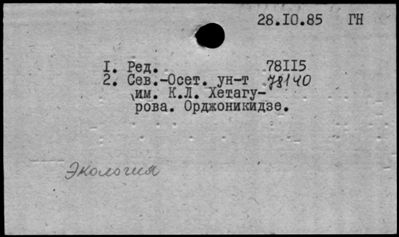 28.10.85 ГН
1. Ред. 78115
2. Сев.-Осет. ун-т 78140
им. К.Л. Хетагу-
рова. Орджоникидзе.
Экология